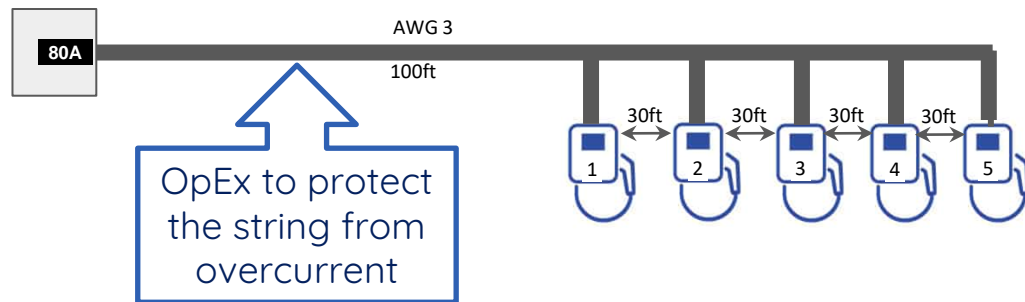 AWG 3
80A
100ft
30ft
30ft
30ft
30ft
1
2
3
4
5
OpEx to protect
the string from
overcurrent